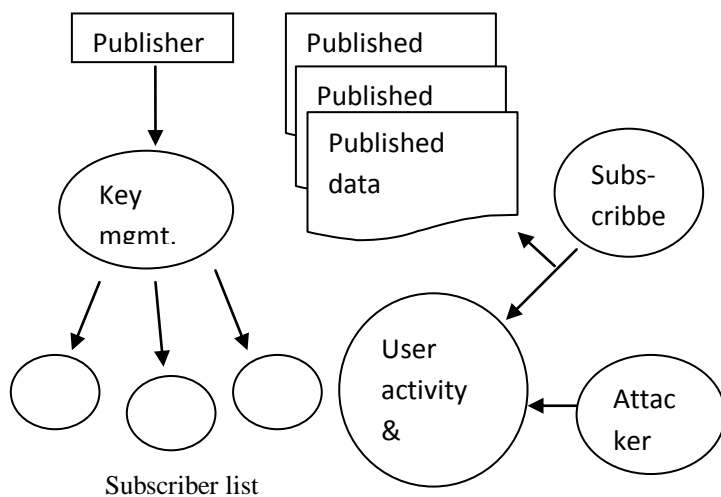 Publisher
Published
Published
Published
data
Key
mgmt.
Subs-
cribbe
User
activity
&
Attac
ker
Subscriber list